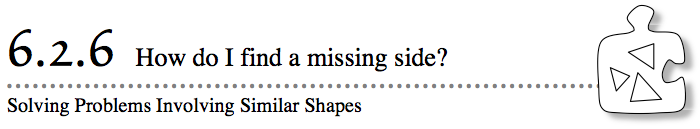 6.2.6 How do I find a missing side?
Solving Problems Involving Similar Shapes